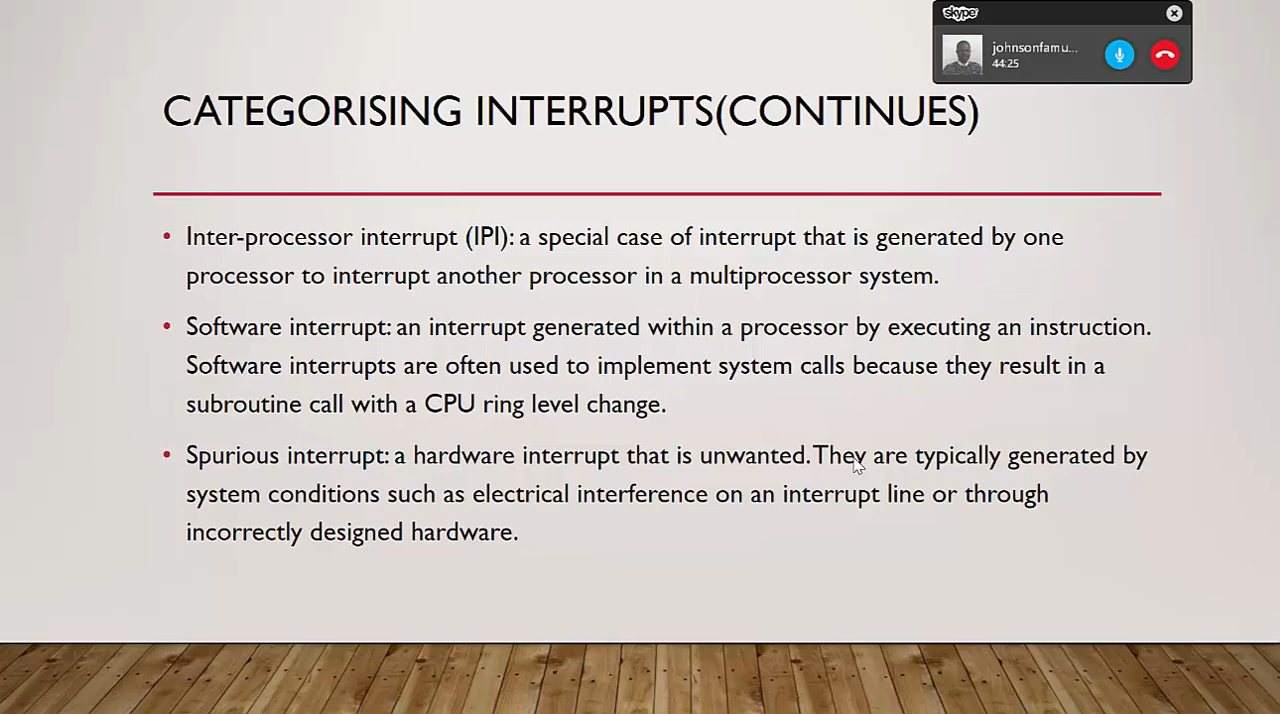 skype
johnsonfamu...
44:25
CATEGORISING INTERRUPTS(CONTINUES)
• Inter-processor interrupt (IPI): a special case of interrupt that is generated by one
processor to interrupt another processor in a multiprocessor system.
• Software interrupt: an interrupt generated within a processor by executing an instruction.
Software interrupts are often used to implement system calls because they result in a
subroutine call with a CPU ring level change.
• Spurious interrupt: a hardware interrupt that is unwanted. They are typically generated by
system conditions such as electrical interference on an interrupt line or through
incorrectly designed hardware.